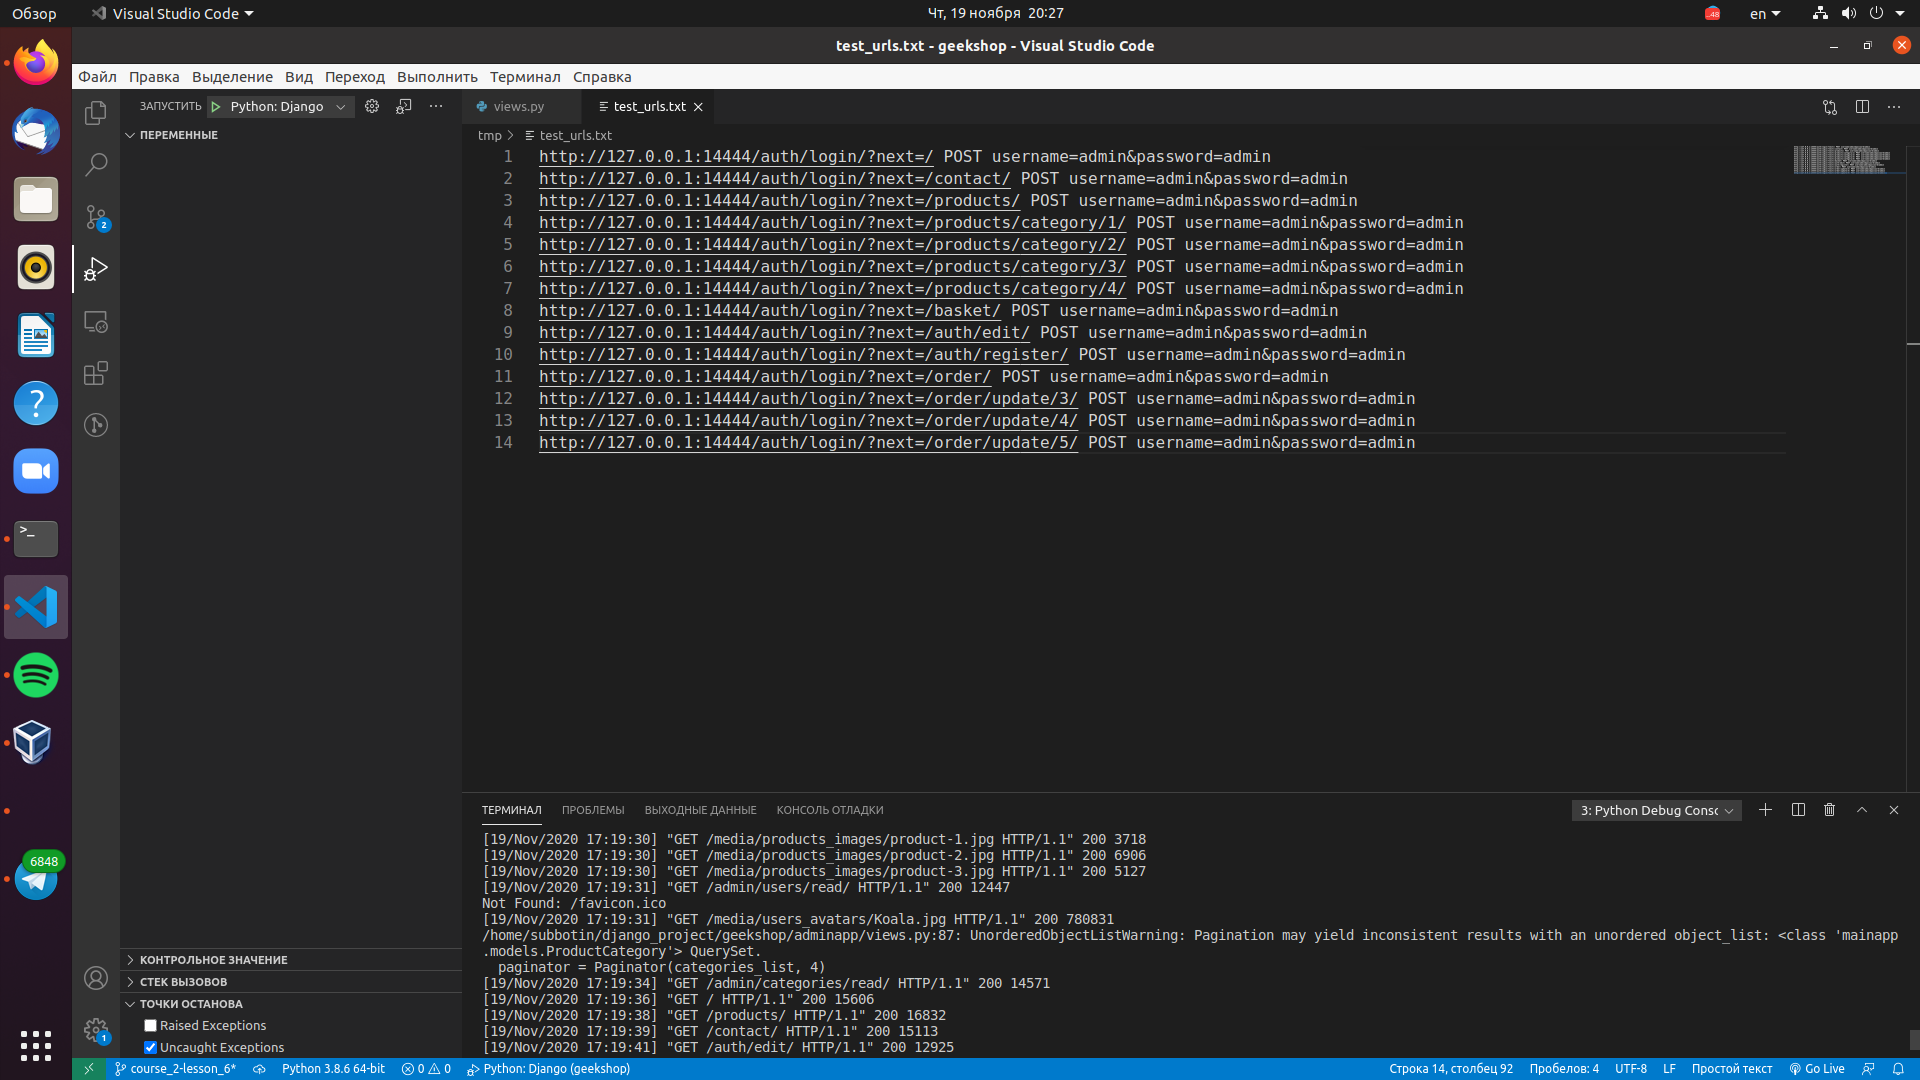 Обзор
Visual Studio Code
Чт, 19 ноября 20:27
en
test_urls.txt - geekshop - Visual Studio Code
Файл Правка Выделение Вид Переход Выполнить Терминал Справка
ЗАПУСТИТЬ Python: Django
views.py
test_urls.txt
ПЕРЕМЕННЫЕ
tmp > test_urls.txt
1 http://127.0.0.1:14444/auth/login/?next=/ POST username=admin&password=admin
2 http://127.0.0.1:14444/auth/login/?next=/contact/ POST username=admin&password=admin
3 http://127.0.0.1:14444/auth/login/?next=/products/ POST username=admin&password=admin
4 http://127.0.0.1:14444/auth/login/?next=/products/category/1/ POST username=admin&password=admin
5 http://127.0.0.1:14444/auth/login/?next=/products/category/2/ POST username=admin&password=admin
6 http://127.0.0.1:14444/auth/login/?next=/products/category/3/ POST username=admin&password=admin
7 http://127.0.0.1:14444/auth/login/?next=/products/category/4/ POST username=admin&password=admin
8 http://127.0.0.1:14444/auth/login/?next=/basket/ POST username=admin&password=admin
9 http://127.0.0.1:14444/auth/login/?next=/auth/edit/ POST username=admin&password=admin
10 http://127.0.0.1:14444/auth/login/?next=/auth/register/ POST username=admin&password=admin
11 http://127.0.0.1:14444/auth/login/?next=/order/ POST username=admin&password=admin
12 http://127.0.0.1:14444/auth/login/?next=/order/update/3/ POST username=admin&password=admin
13 http://127.0.0.1:14444/auth/login/?next=/order/update/4/ POST username=admin&password=admin
14 http://127.0.0.1:14444/auth/login/?next=/order/update/5/ POST username=admin&password=admin
2
6848
ТЕРМИНАЛ ПРОБЛЕМЫ ВЫХОДНЫЕ ДАННЫЕ КОНСОЛЬ ОТЛАДКИ
3: Python Debug Consc
[19/Nov/2020 17:19:30] "GET /media/products_images/product-1.jpg HTTP/1.1" 200 3718
[19/Nov/2020 17:19:30] "GET /media/products_images/product-2.jpg HTTP/1.1" 200 6906
[19/Nov/2020 17:19:30] "GET /media/products_images/product-3.jpg HTTP/1.1" 200 5127
[19/Nov/2020 17:19:31] "GET /admin/users/read/ HTTP/1.1" 200 12447
Not Found: /favicon.ico
[19/Nov/2020 17:19:31] "GET /media/users_avatars/Koala.jpg HTTP/1.1" 200 780831
/home/subbotin/django_project/geekshop/adminapp/views.py:87: UnorderedObjectListWarning: Pagination may yield inconsistent results with an unordered object_list: <class 'mainapp
.models.ProductCategory'> QuerySet.
paginator = Paginator(categories_list, 4)
[19/Nov/2020 17:19:34] "GET /admin/categories/read/ HTTP/1.1" 200 14571
[19/Nov/2020 17:19:36] "GET / HTTP/1.1" 200 15606
[19/Nov/2020 17:19:38] "GET /products/ HTTP/1.1" 200 16832
[19/Nov/2020 17:19:39] "GET /contact/ HTTP/1.1" 200 15113
[19/Nov/2020 17:19:41] "GET /auth/edit/ HTTP/1.1" 200 12925
КОНТРОЛЬНОЕ ЗНАЧЕНИЕ
СТЕК ВЫЗОВОВ
ТОЧКИ ОСТАНОВА
Raised Exceptions
Uncaught Exceptions
1
course_2-lesson_6* Python 3.8.6 64-bit 0 0 Python: Django (geekshop)
Строка 14, столбец 92 Пробелов: 4 UTF-8 LF Простой текст Go Live